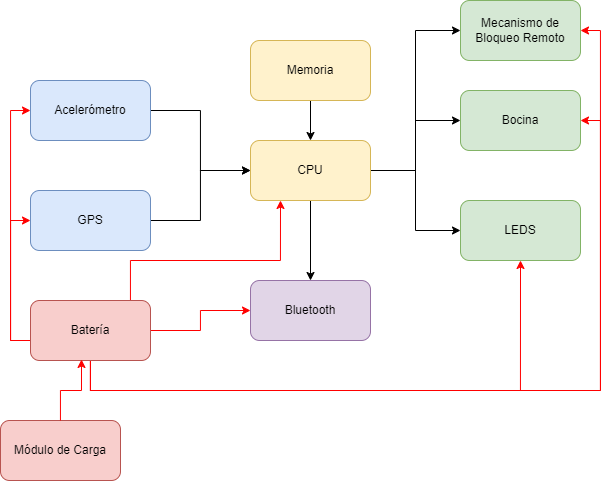 Mecanismo de
Bloqueo Remoto
Memoria
Acelerómetro
Bocina
CPU
GPS
LEDS
Batería
Bluetooth
Módulo de Carga